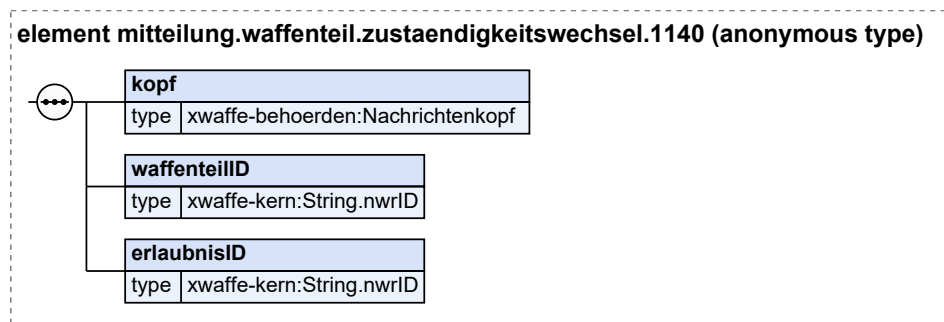 element mitteilung.waffenteil.zustaendigkeitswechsel.1140 (anonymous type)
kopf
type xwaffe-behoerden:Nachrichtenkopf
waffenteilID
type xwaffe-kern:String.nwrID
erlaubnisID
type xwaffe-kern:String.nwrID